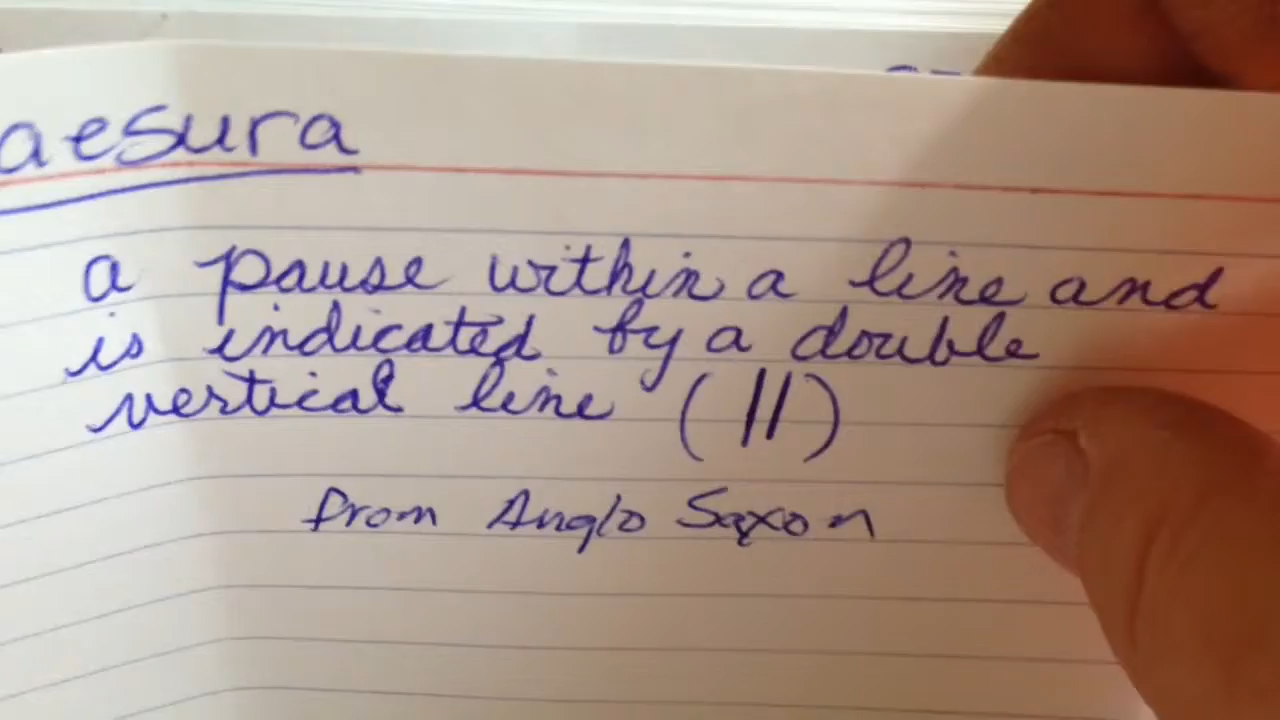 aesura
a pause within a line and
is indicated by a double
vertical line (||)
from Anglo Saxon